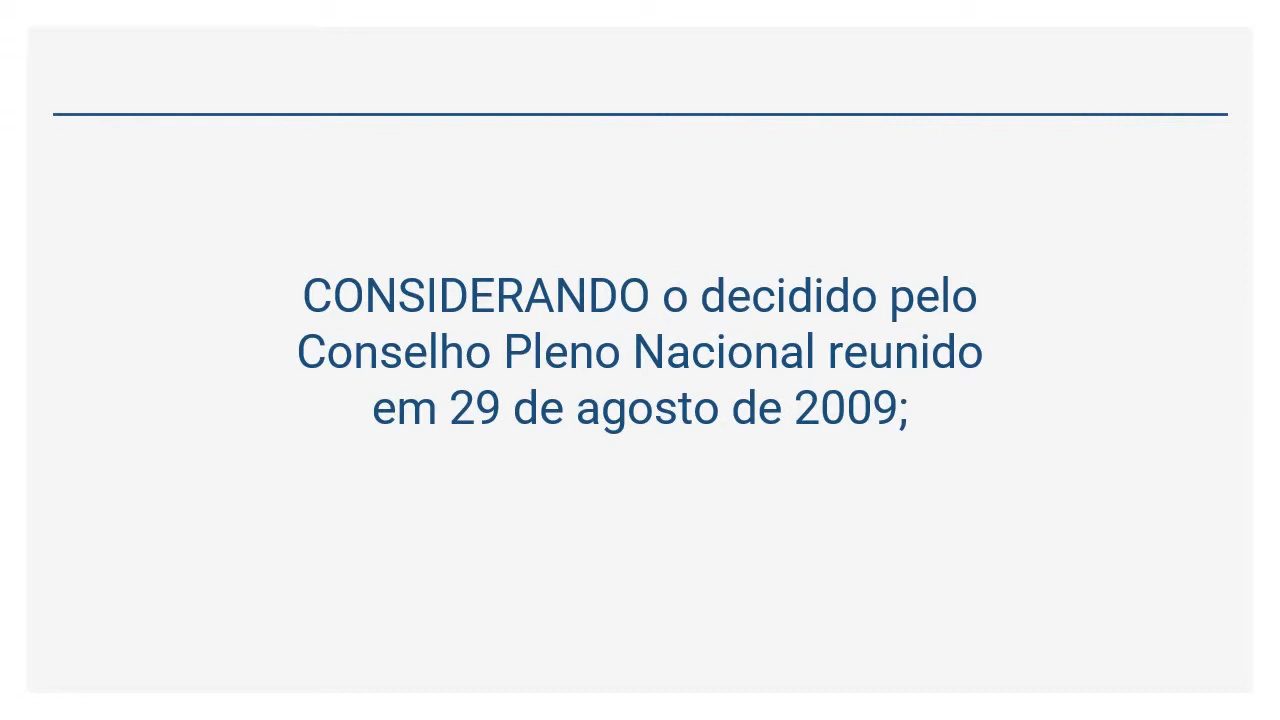 CONSIDERANDO o decidido pelo
Conselho Pleno Nacional reunido
em 29 de agosto de 2009;